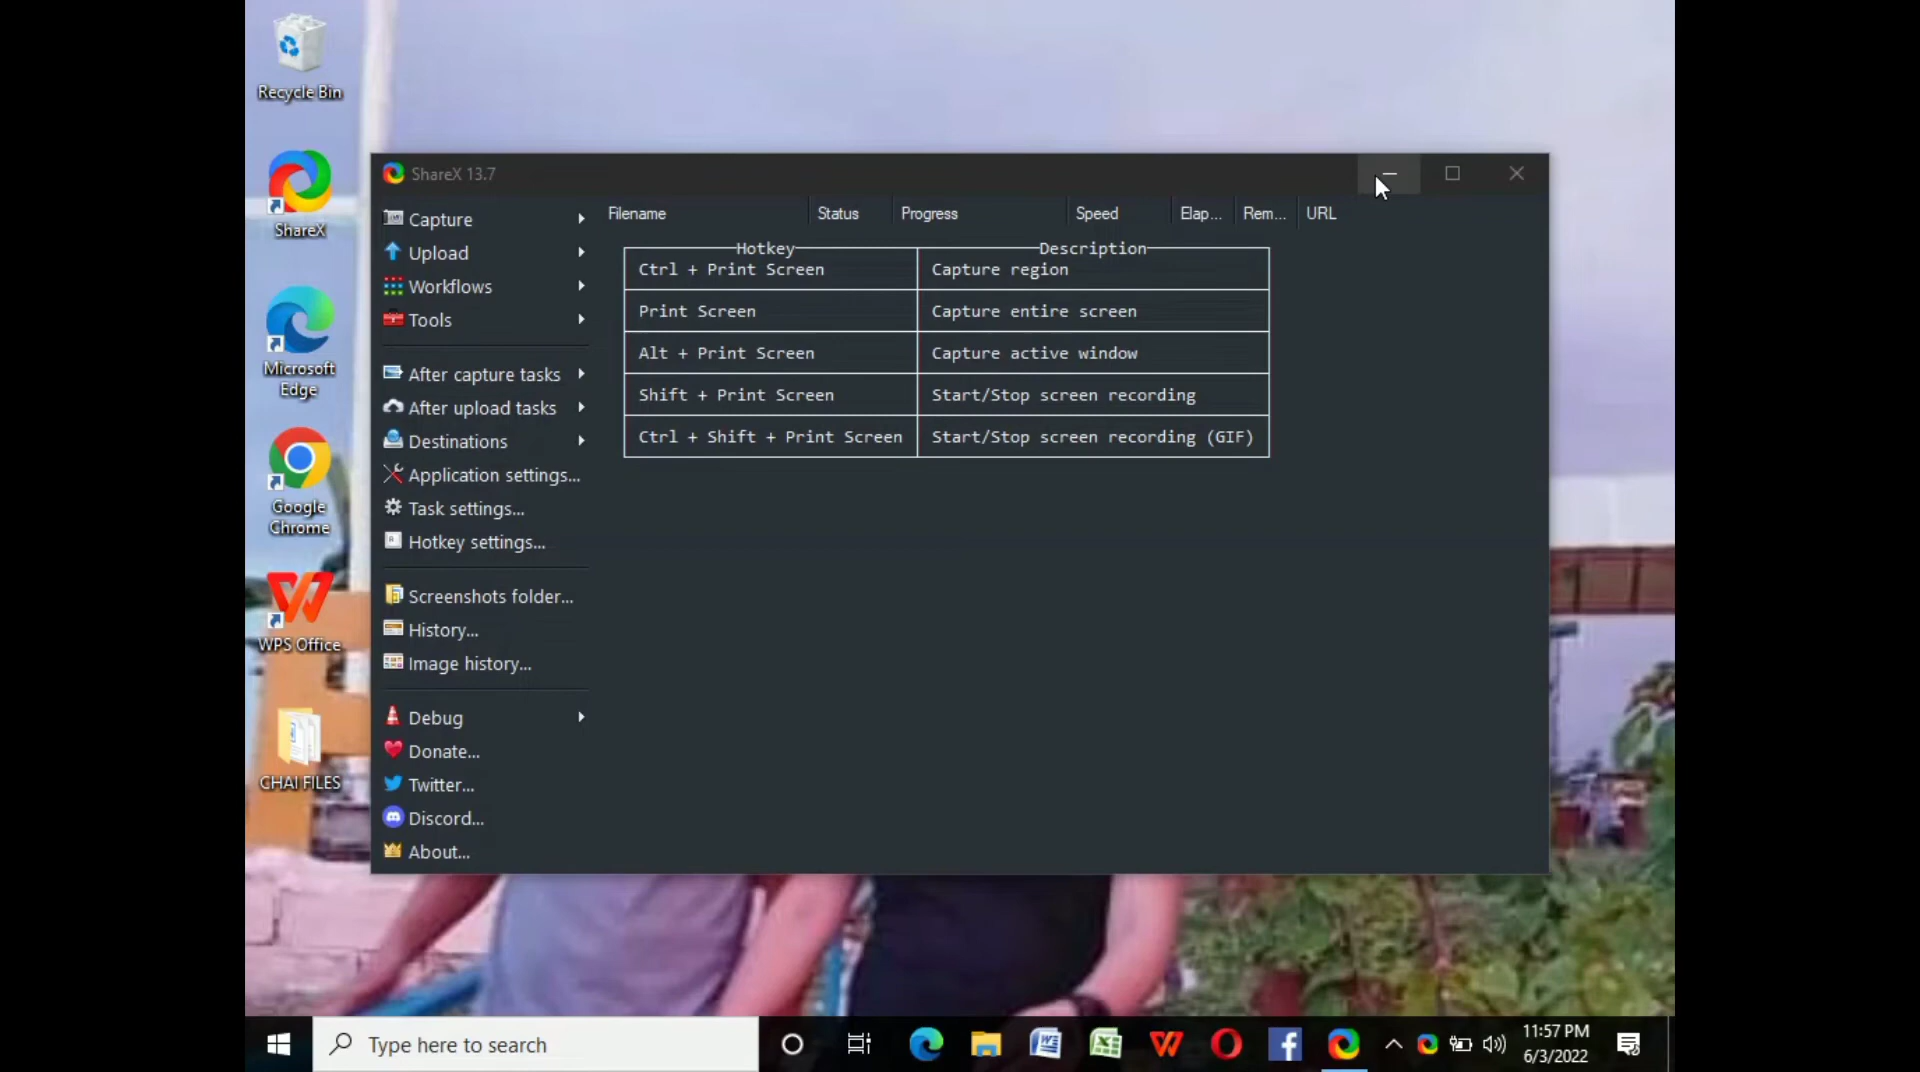 Recycle Bin
ShareX
Microsoft
Edge
Google
Chrome
WPS Office
CHAI FILES
ShareX 13.7
Capture
Upload
Workflows
Tools
After capture tasks
After upload tasks
Destinations
Application settings...
Task settings...
Hotkey settings...
Screenshots folder...
History...
Image history...
Debug
Donate...
Twitter...
Discord...
About...
Filename Status Progress Speed Elap... Rem... URL
Hotkey Description
Ctrl + Print Screen Capture region
Print Screen Capture entire screen
Alt + Print Screen Capture active window
Shift + Print Screen Start/Stop screen recording
Ctrl + Shift + Print Screen Start/Stop screen recording (GIF)
Type here to search
11:57 PM
6/3/2022